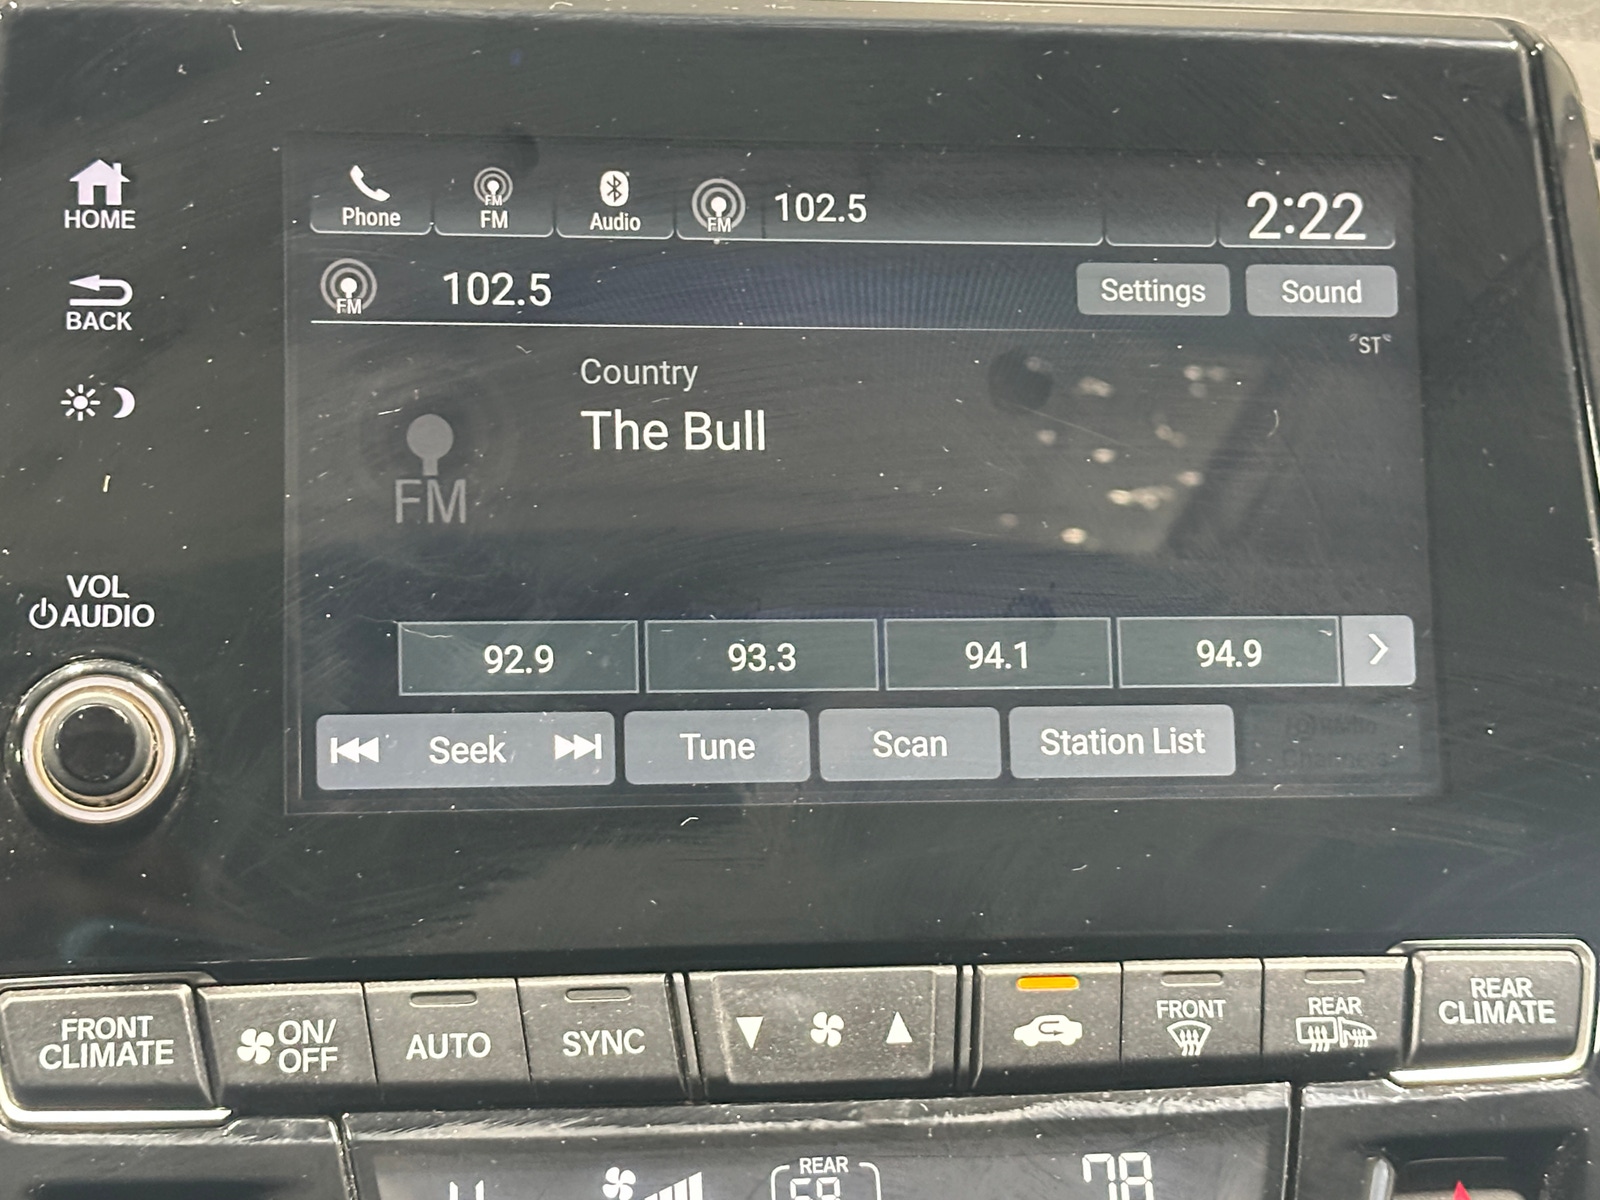 HOME
BACK
VOL
AUDIO
Phone
FM
FM
Audio
FM
102.5
2:22
FM
102.5
Settings
Sound
"ST"
Country
The Bull
FM
92.9
93.3
94.1
94.9
Seek
Tune
Scan
Station List
FRONT
CLIMATE
ON/
OFF
AUTO
SYNC
FRONT
REAR
REAR
CLIMATE
REAR
78